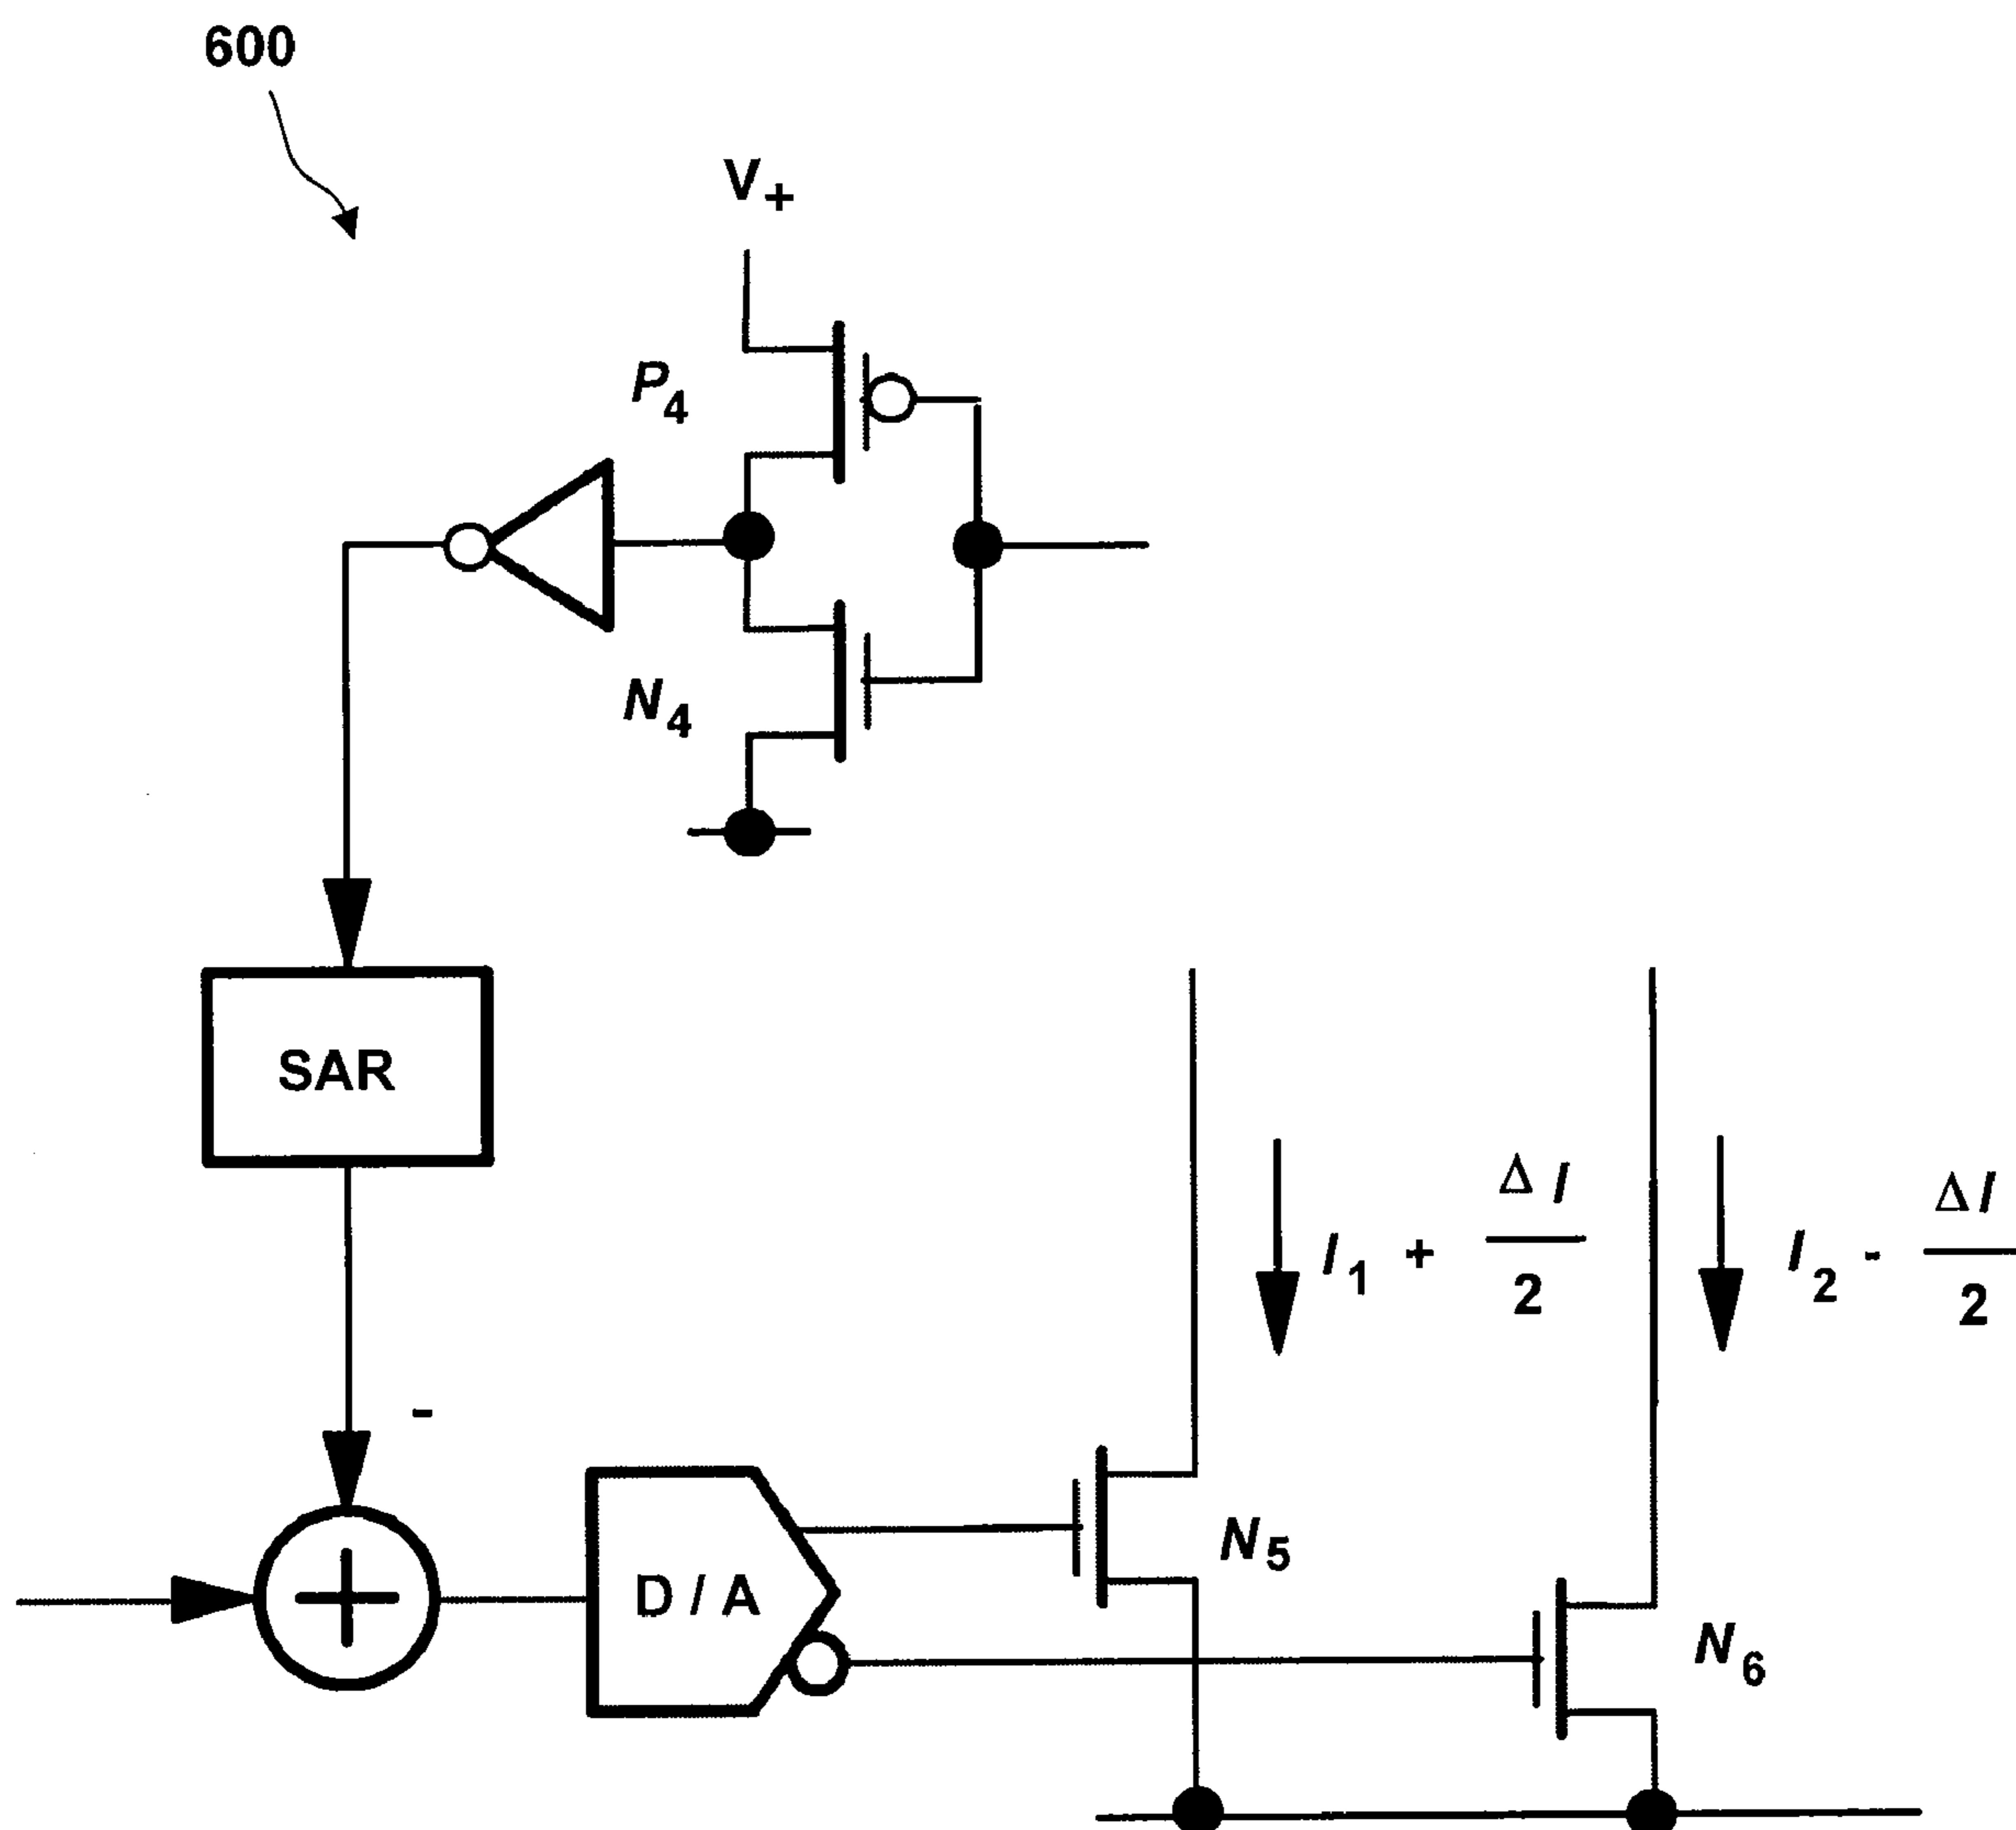 600
V+
P4
N4
SAR
I1 + ΔI/2
I2 - ΔI/2
-
N5
D / A
+
N6